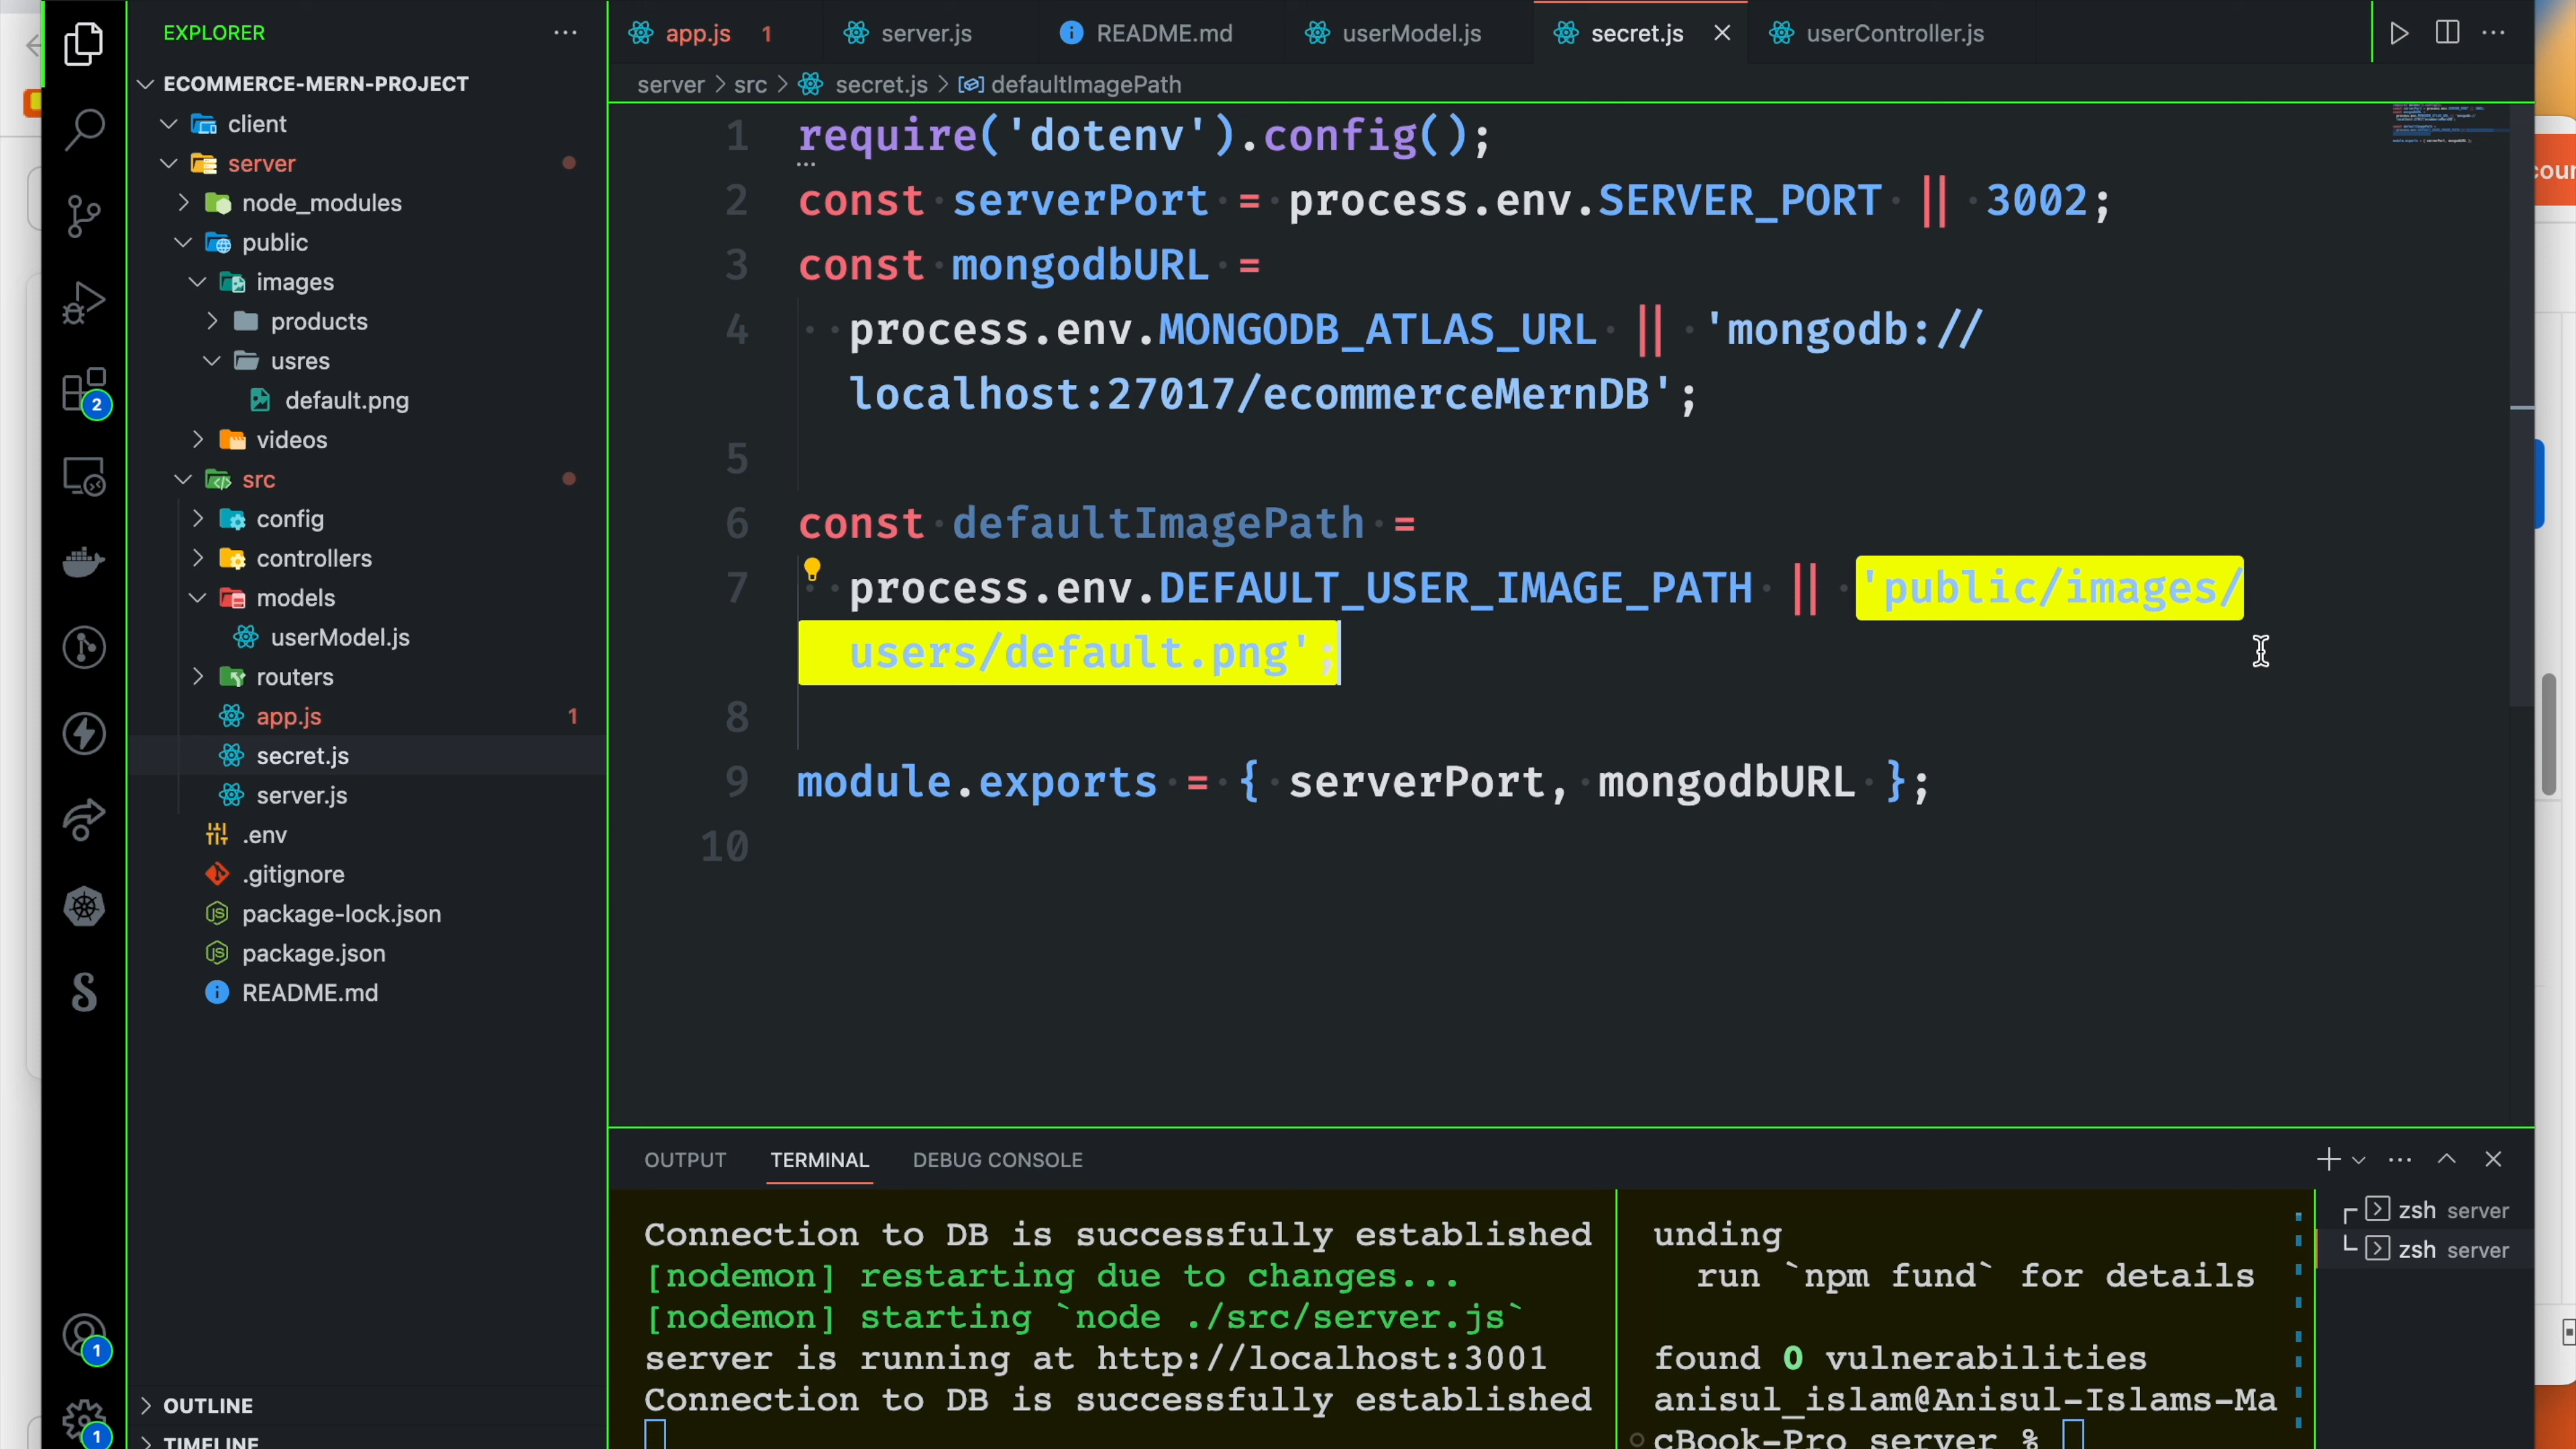 EXPLORER
ECOMMERCE-MERN-PROJECT
client
server
node_modules
public
images
products
usres
default.png
videos
src
config
controllers
models
userModel.js
routers
app.js 1
secret.js
server.js
.env
.gitignore
package-lock.json
package.json
README.md
OUTLINE
TIMELINE
2
1
1
app.js 1
server.js
README.md
userModel.js
secret.js
userController.js
server > src > secret.js > defaultImagePath
1 require('dotenv').config();
2 const serverPort = process.env.SERVER_PORT || 3002;
3 const mongodbURL =
4 process.env.MONGODB_ATLAS_URL || 'mongodb://
localhost:27017/ecommerceMernDB';
5
6 const defaultImagePath =
7 process.env.DEFAULT_USER_IMAGE_PATH || 'public/images/
users/default.png';
8
9 module.exports = { serverPort, mongodbURL };
10
OUTPUT TERMINAL DEBUG CONSOLE
Connection to DB is successfully established
[nodemon] restarting due to changes...
[nodemon] starting `node ./src/server.js`
server is running at http://localhost:3001
Connection to DB is successfully established
unding
run `npm fund` for details
found 0 vulnerabilities
anisul_islam@Anisul-Islams-Ma
cBook-Pro server %
zsh server
zsh server